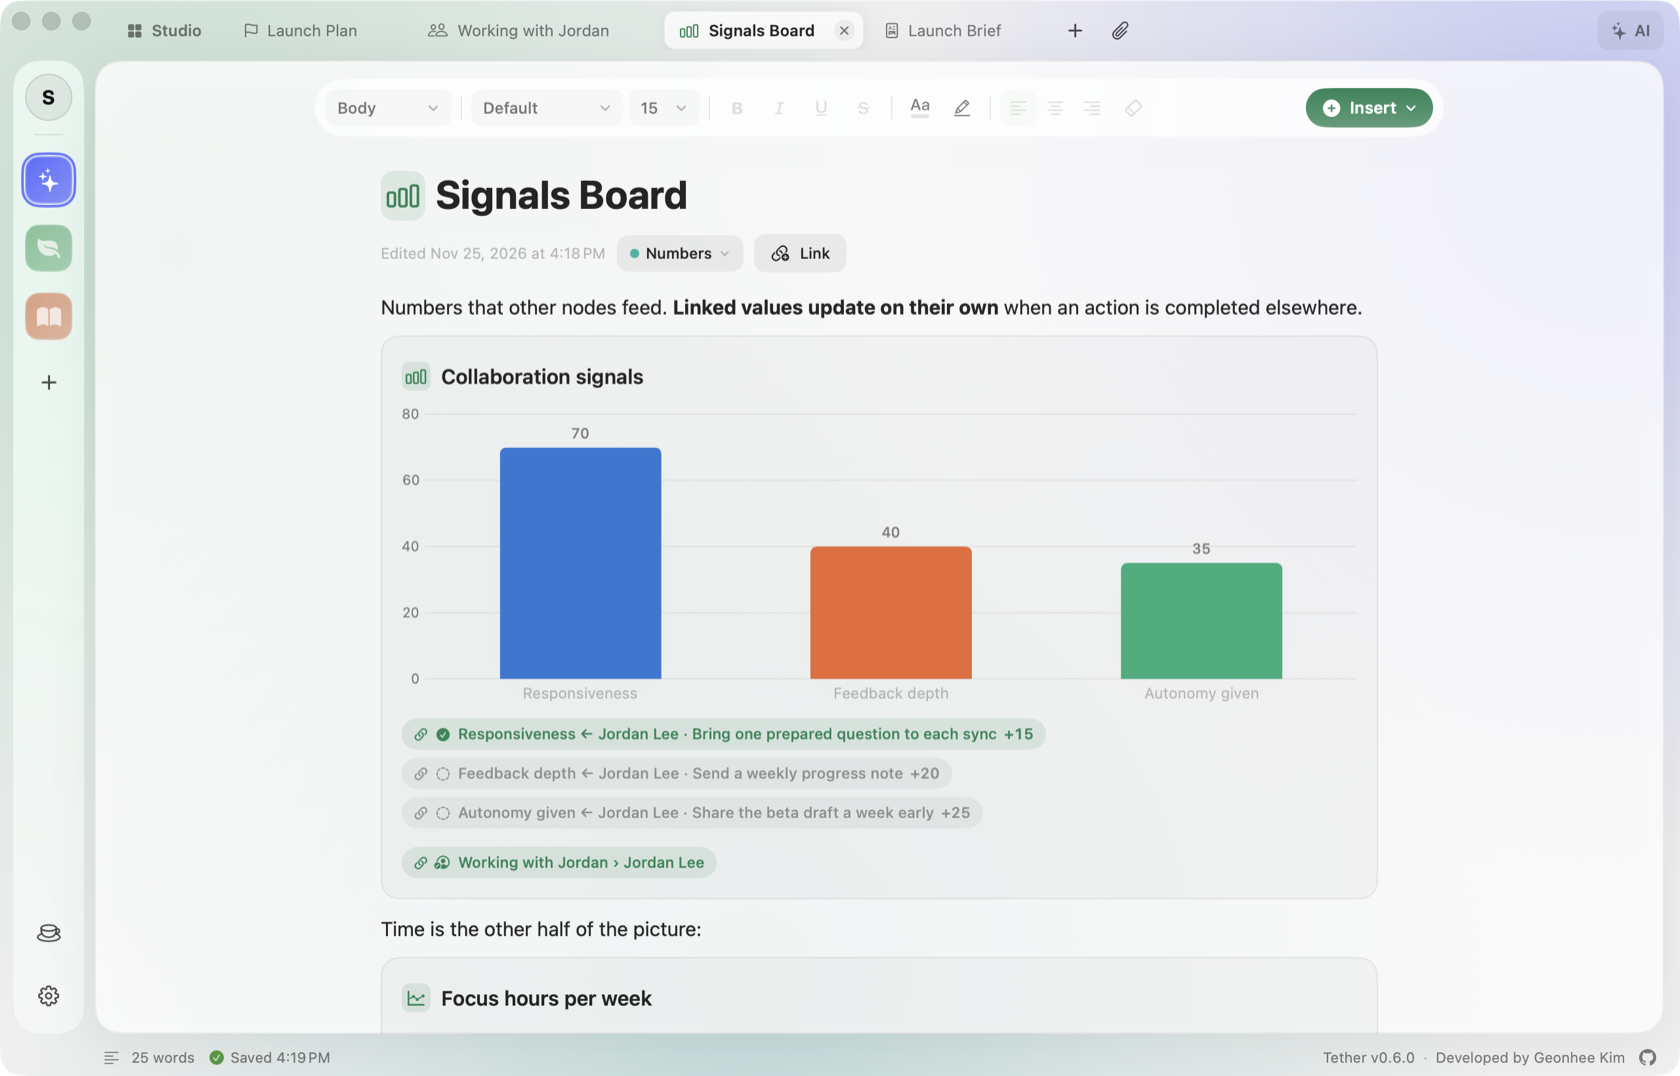 Studio
Launch Plan
Working with Jordan
Signals Board
Launch Brief
AI
S
Body
Default
15
B
I
U
S
Aa
Insert
Signals Board
Edited Nov 25, 2026 at 4:18 PM
Numbers
Link
Numbers that other nodes feed. Linked values update on their own when an action is completed elsewhere.
Collaboration signals
80
60
40
20
0
70
40
35
Responsiveness
Feedback depth
Autonomy given
Responsiveness ← Jordan Lee · Bring one prepared question to each sync +15
Feedback depth ← Jordan Lee · Send a weekly progress note +20
Autonomy given ← Jordan Lee · Share the beta draft a week early +25
Working with Jordan › Jordan Lee
Time is the other half of the picture:
Focus hours per week
25 words
Saved 4:19 PM
Tether v0.6.0 · Developed by Geonhee Kim